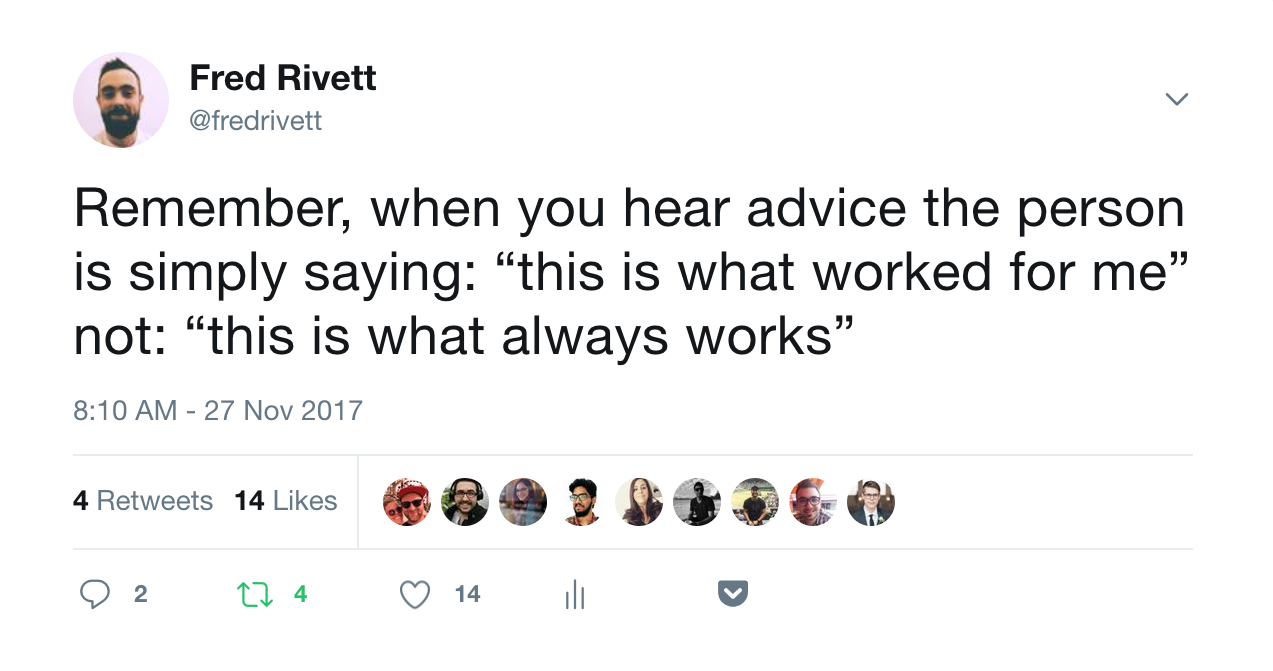 Fred Rivett
@fredrivett
Remember, when you hear advice the person
is simply saying: “this is what worked for me”
not: “this is what always works”
8:10 AM - 27 Nov 2017
4 Retweets 14 Likes
2 4 14